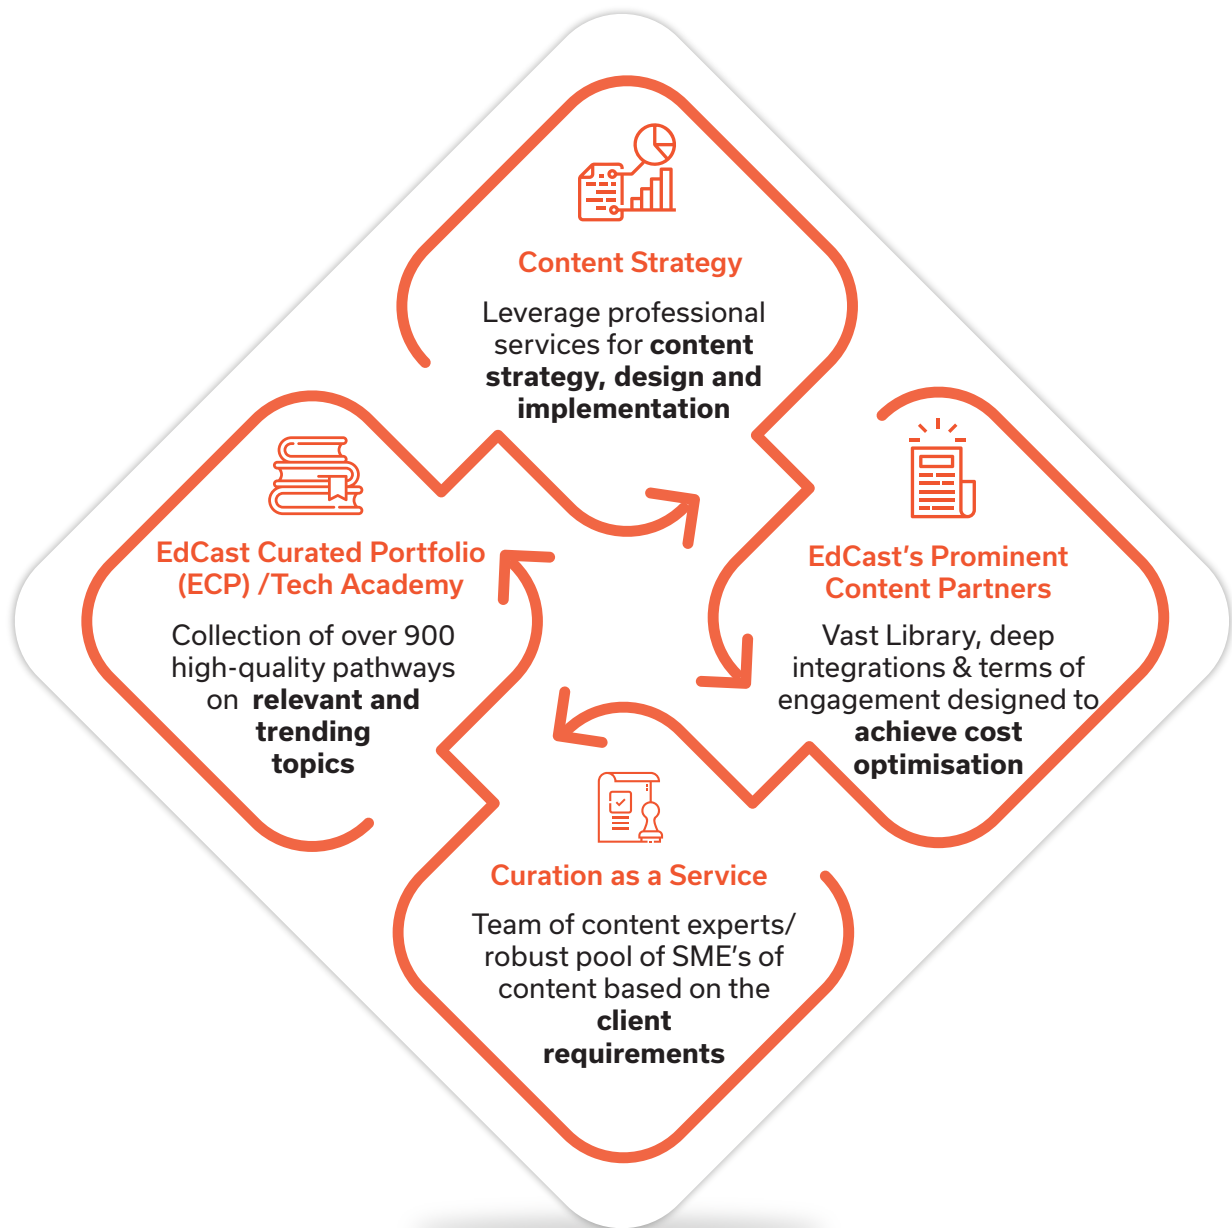 Content Strategy
Leverage professional
services for content
strategy, design and
implementation
EdCast Curated Portfolio
(ECP) /Tech Academy
Collection of over 900
high-quality pathways
on relevant and
trending
topics
EdCast’s Prominent
Content Partners
Vast Library, deep
integrations & terms of
engagement designed to
achieve cost
optimisation
Curation as a Service
Team of content experts/
robust pool of SME’s of
content based on the
client
requirements